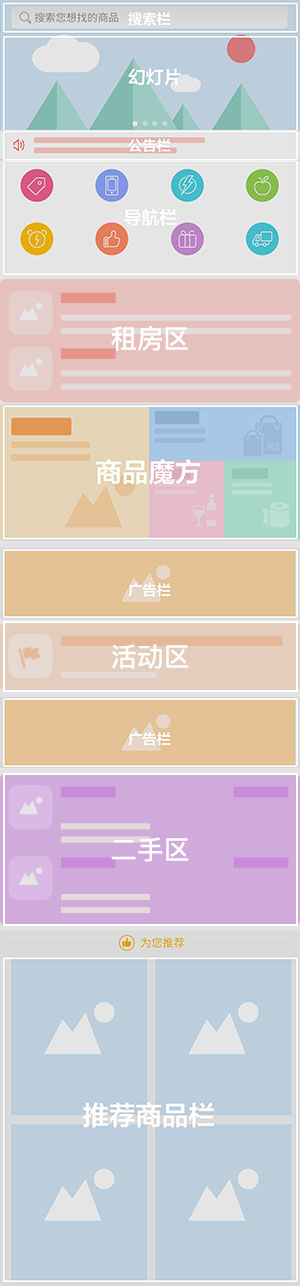 搜索您想找的商品
搜索栏
幻灯片
公告栏
导航栏
租房区
商品魔方
广告栏
活动区
广告栏
二手区
为您推荐
推荐商品栏